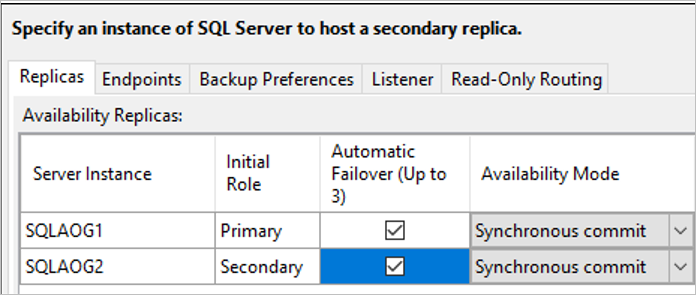 Specify an instance of SQL Server to host a secondary replica.
Replicas Endpoints Backup Preferences Listener Read-Only Routing
Availability Replicas:
Server Instance
Initial
Role
Automatic
Failover (Up to
3)
Availability Mode
SQLAOG1 Primary Synchronous commit
SQLAOG2 Secondary Synchronous commit